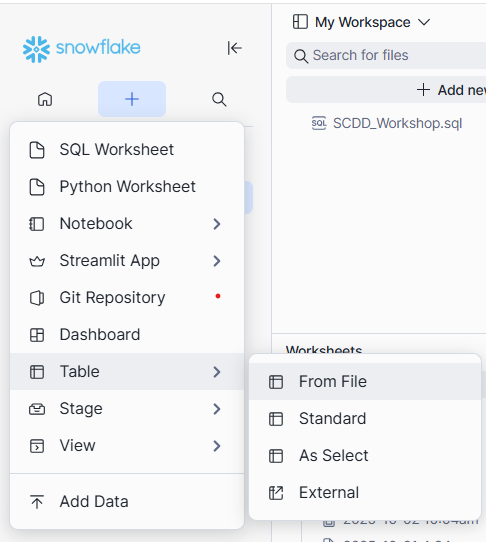 snowflake
My Workspace
Search for files
+ Add new
SQL SCDD_Workshop.sql
SQL Worksheet
Python Worksheet
Notebook
Streamlit App
Git Repository
Dashboard
Table
Stage
View
Add Data
Worksheets
From File
Standard
As Select
External